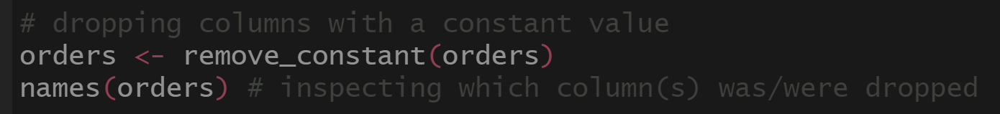 # dropping columns with a constant value
orders <- remove_constant(orders)
names(orders) # inspecting which column(s) was/were dropped